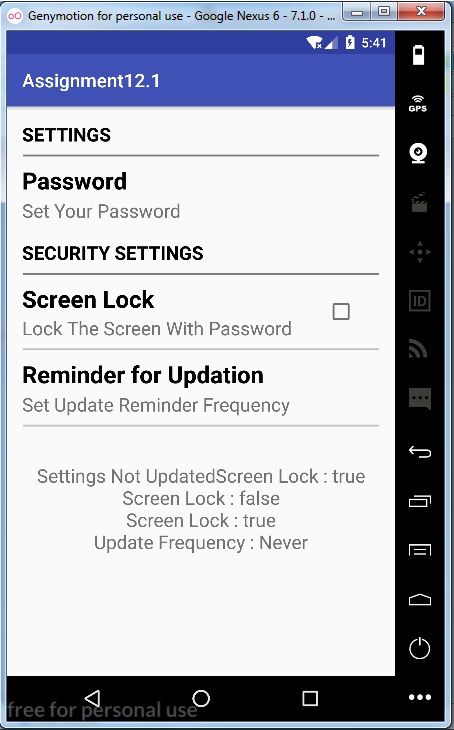 Genymotion for personal use - Google Nexus 6 - 7.1.0 - ...
5:41
Assignment12.1
GPS
SETTINGS
Password
Set Your Password
SECURITY SETTINGS
Screen Lock
Lock The Screen With Password
ID
Reminder for Updation
Set Update Reminder Frequency
Settings Not UpdatedScreen Lock : true
Screen Lock : false
Screen Lock : true
Update Frequency : Never
free for personal use